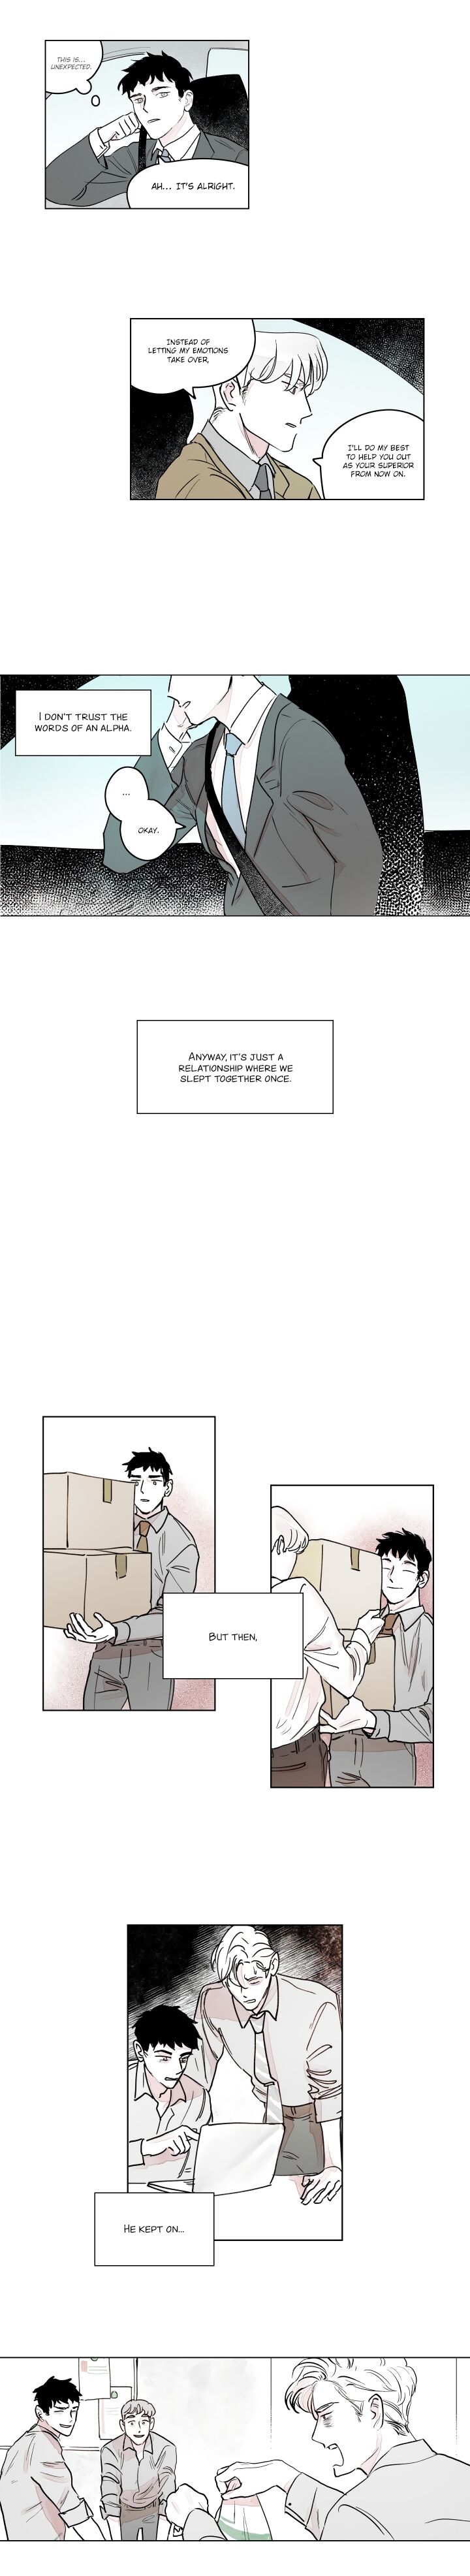 THIS IS...
UNEXPECTED.
AH... IT'S ALRIGHT.
INSTEAD OF
LETTING MY EMOTIONS
TAKE OVER,
I'LL DO MY BEST
TO HELP YOU OUT
AS YOUR SUPERIOR
FROM NOW ON.
I DON'T TRUST THE
WORDS OF AN ALPHA.
...
OKAY.
ANYWAY, IT'S JUST A
RELATIONSHIP WHERE WE
SLEPT TOGETHER ONCE.
BUT THEN,
HE KEPT ON...